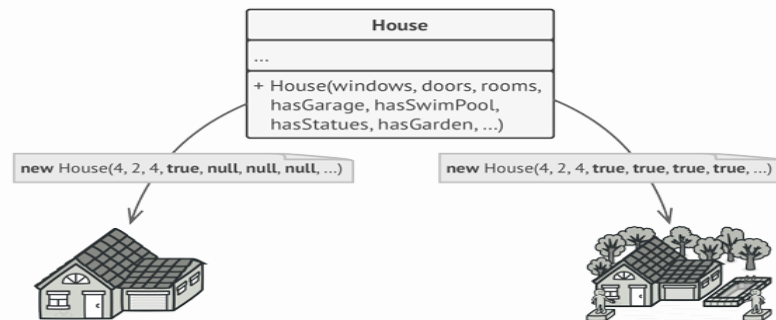 House
...
+ House(windows, doors, rooms,
hasGarage, hasSwimPool,
hasStatues, hasGarden, ...)
new House(4, 2, 4, true, null, null, null, ...)
new House(4, 2, 4, true, true, true, true, ...)